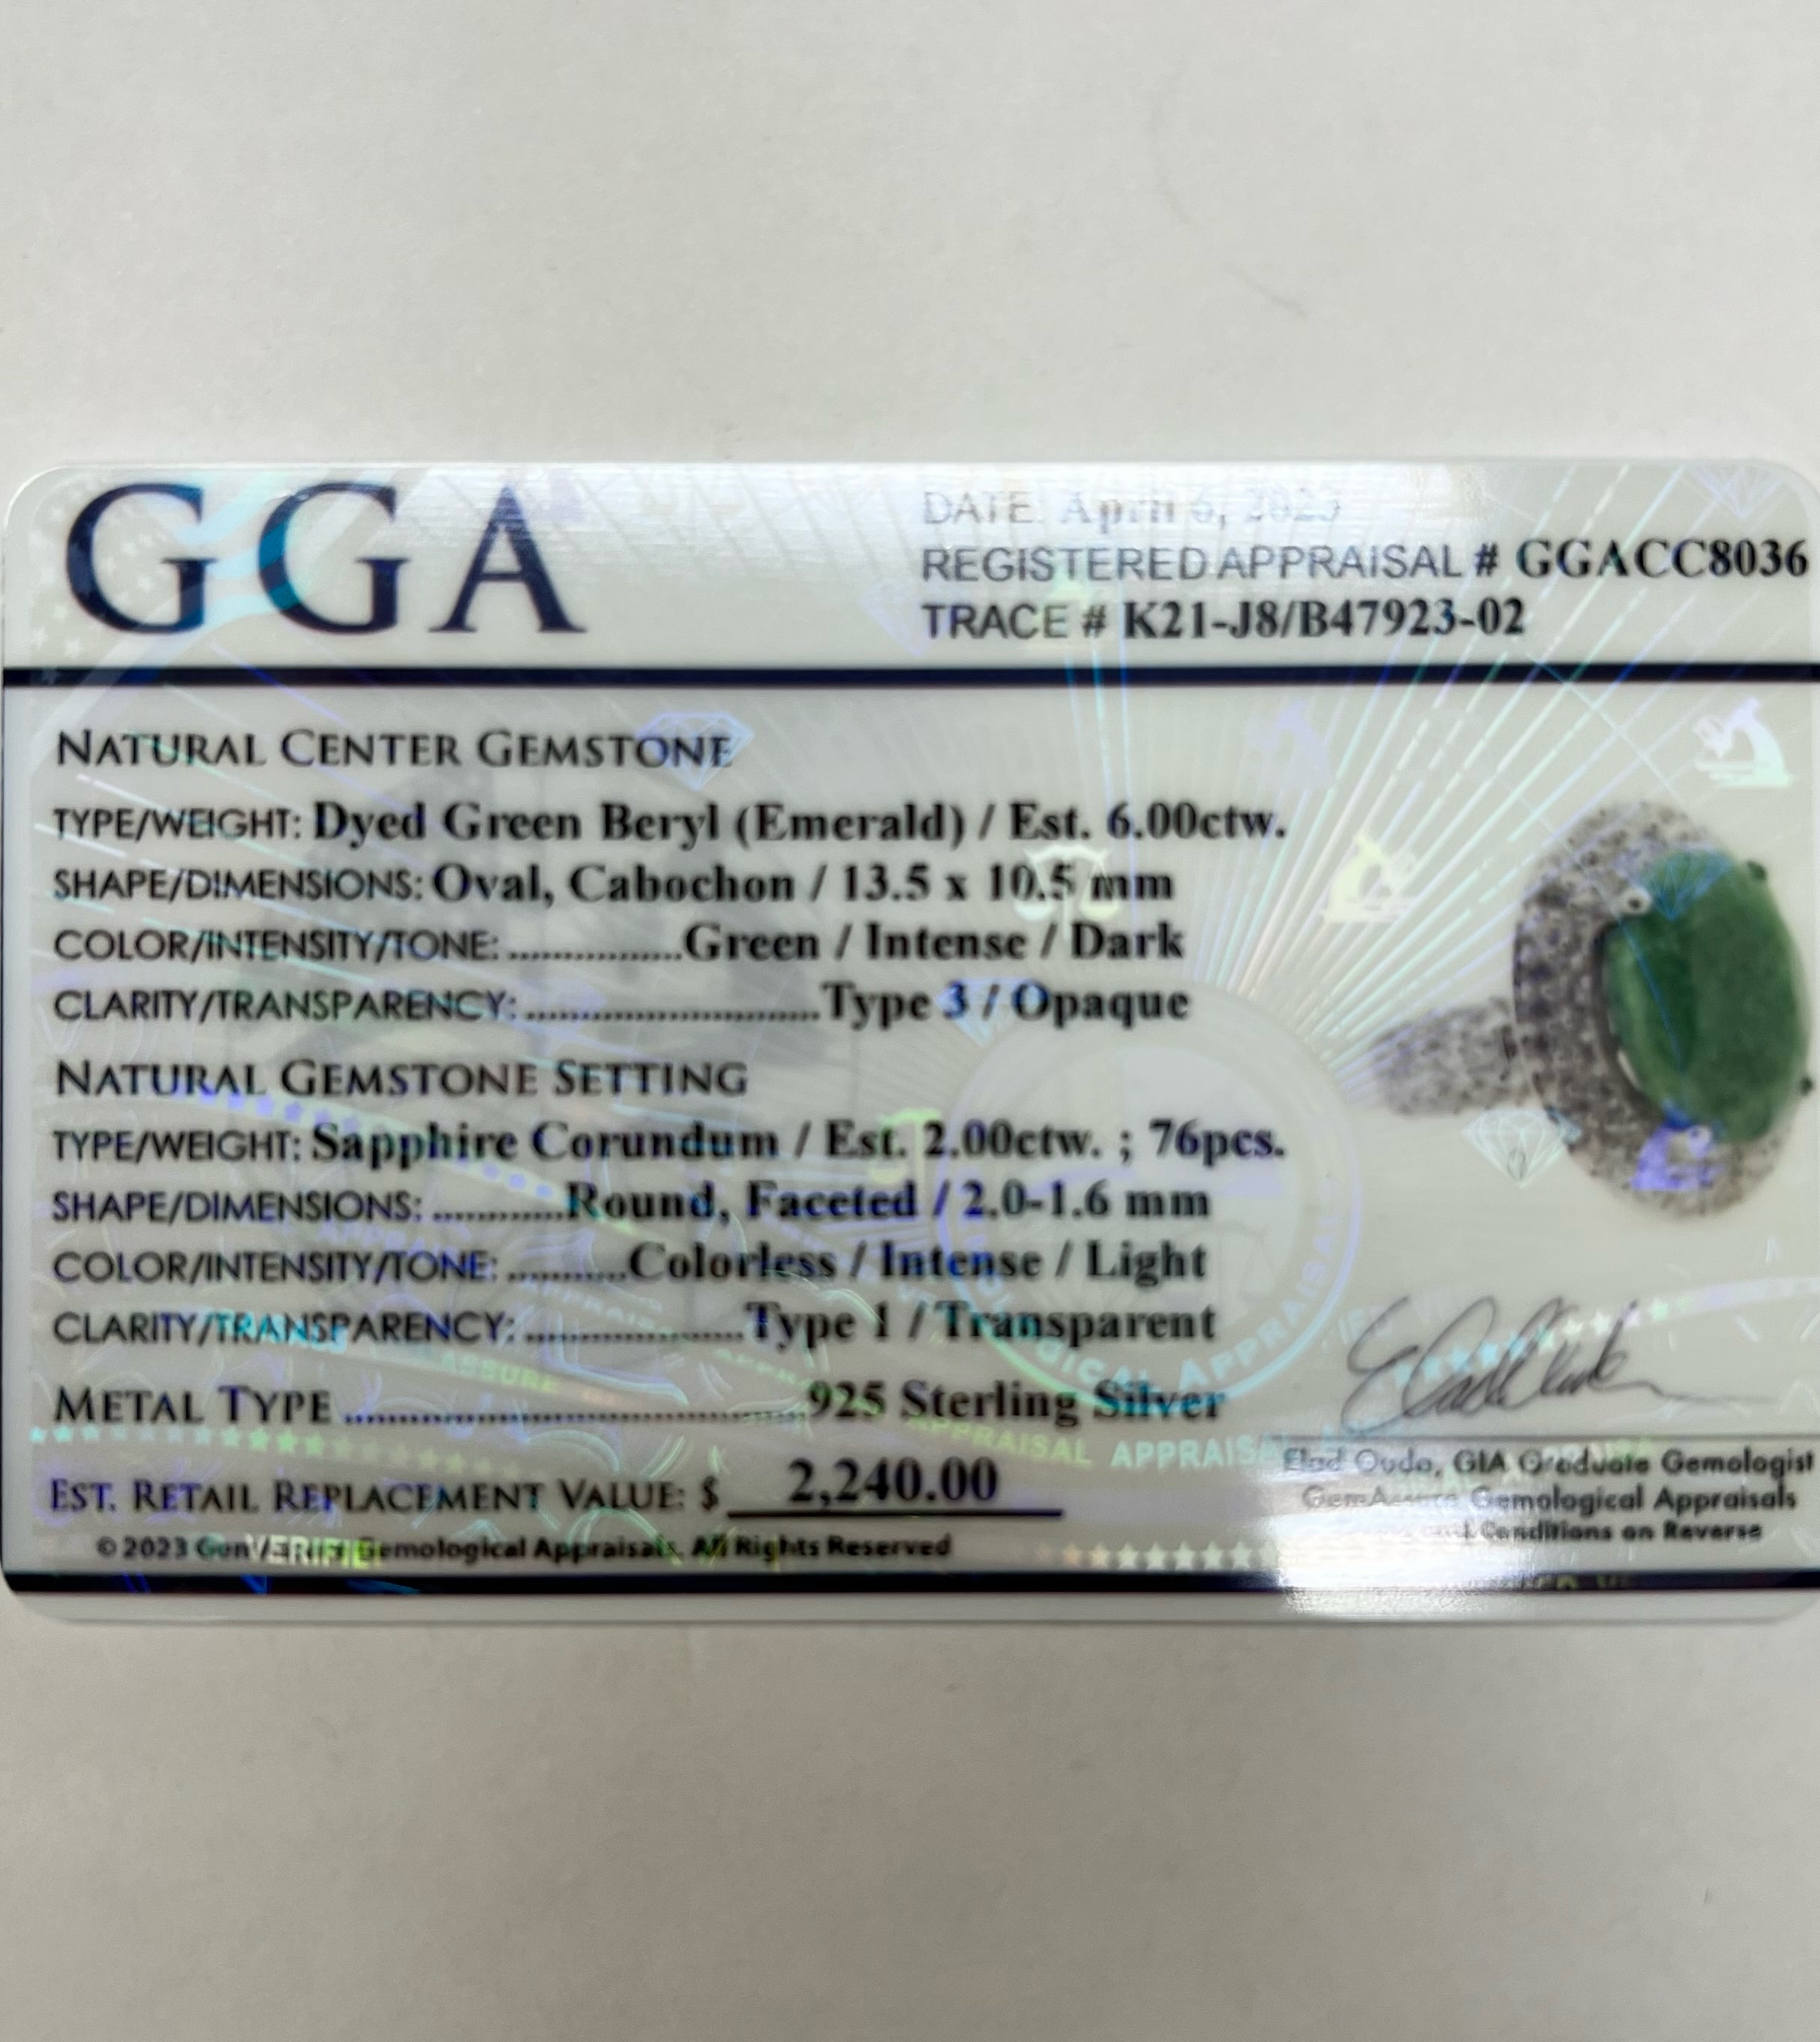 GGA
DATE: April 6, 2023
REGISTERED APPRAISAL # GGACC8036
TRACE # K21-J8/B47923-02
NATURAL CENTER GEMSTONE
TYPE/WEIGHT: Dyed Green Beryl (Emerald) / Est. 6.00ctw.
SHAPE/DIMENSIONS: Oval, Cabochon / 13.5 x 10.5 mm
COLOR/INTENSITY/TONE: ................Green / Intense / Dark
CLARITY/TRANSPARENCY: ...........................Type 3 / Opaque
NATURAL GEMSTONE SETTING
TYPE/WEIGHT: Sapphire Corundum / Est. 2.00ctw. ; 76pcs.
SHAPE/DIMENSIONS: ............Round, Faceted / 2.0-1.6 mm
COLOR/INTENSITY/TONE: ...........Colorless / Intense / Light
CLARITY/TRANSPARENCY: ....................Type 1 / Transparent
METAL TYPE ..........................................925 Sterling Silver
EST. RETAIL REPLACEMENT VALUE: $ 2,240.00
© 2023 Gemological Appraisals. All Rights Reserved
Elad Ouda, GIA Graduate Gemologist
GemAssure Gemological Appraisals
Conditions on Reverse
APPRAISAL APPRAISAL